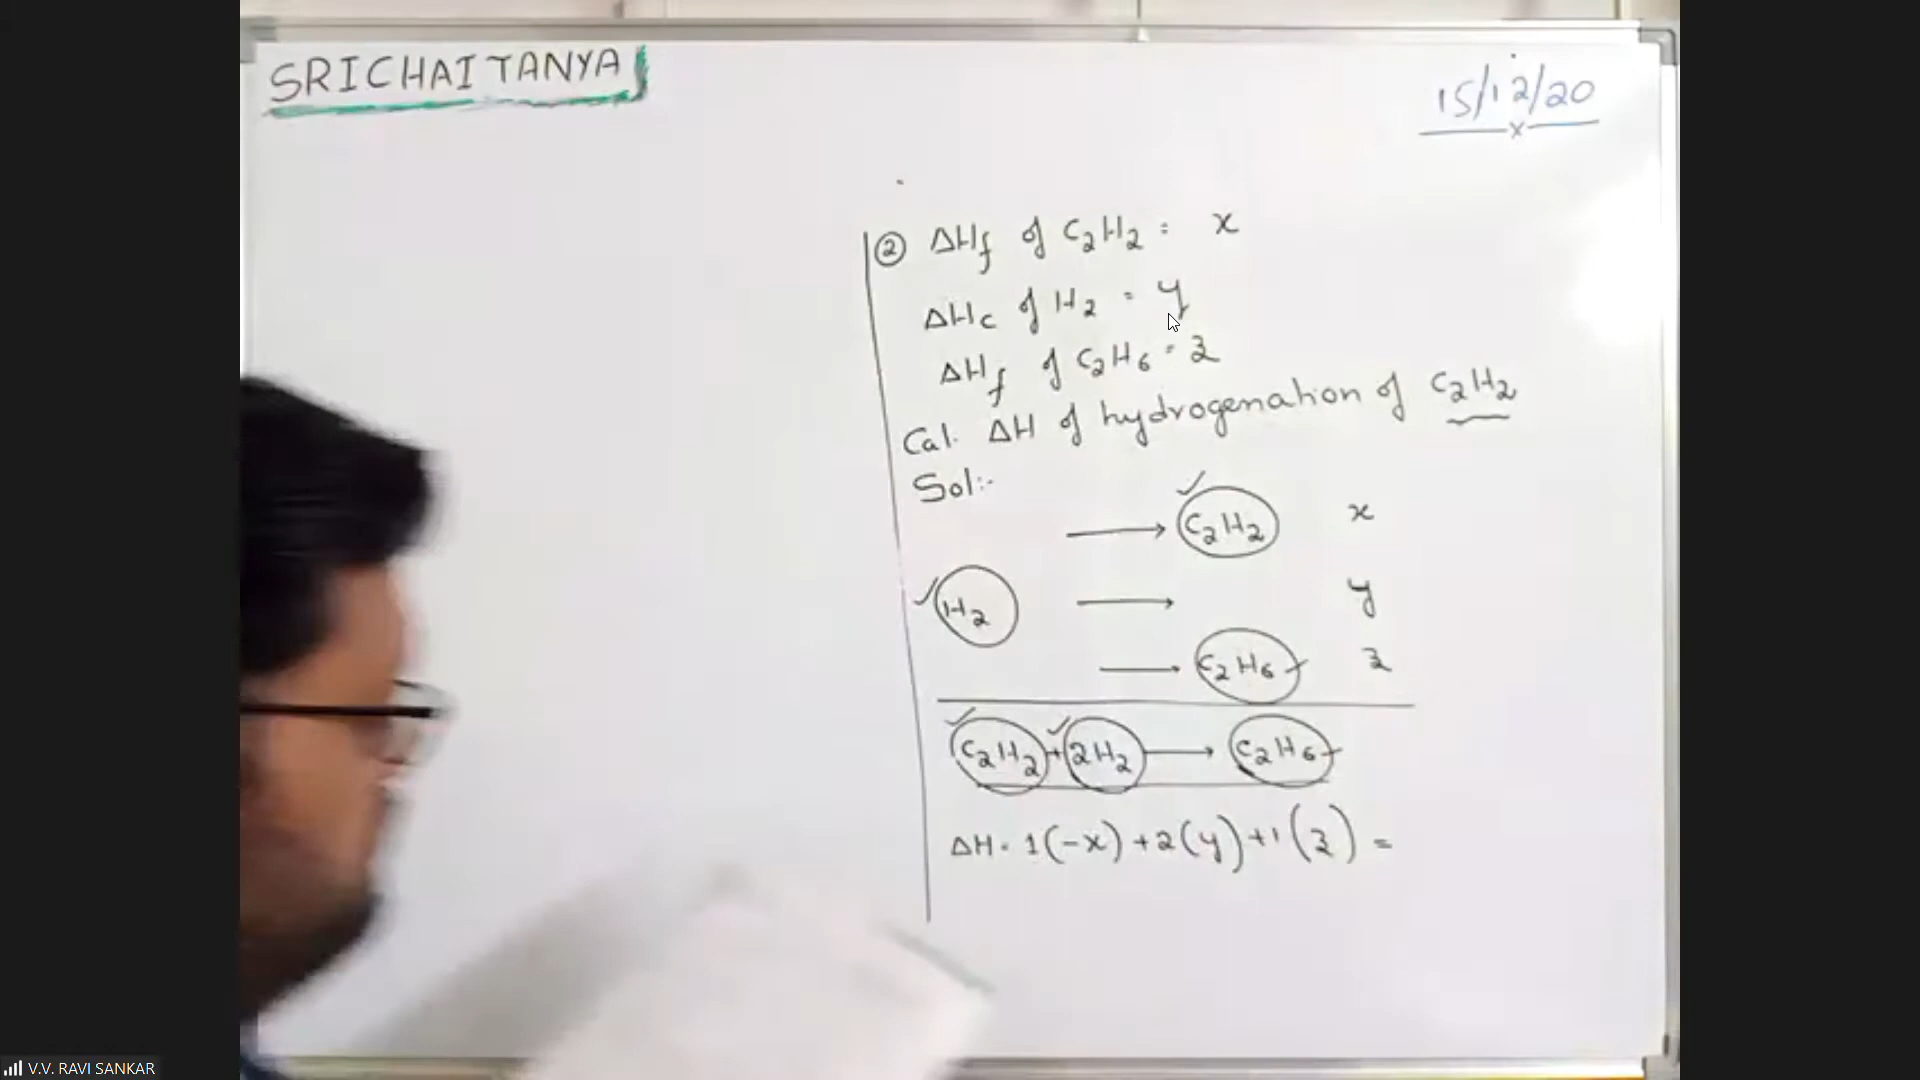 SRICHAITANYA
15/12/20
x
② ΔHf of C₂H₂ = x
ΔHc of H₂ = y
ΔHf of C₂H₆ = z
Cal. ΔH of hydrogenation of C₂H₂
Sol:-
⟶ C₂H₂ x
H₂ ⟶ y
⟶ C₂H₆ z
C₂H₂ + 2H₂ ⟶ C₂H₆
ΔH = 1(-x) + 2(y) + 1(z) =
V.V. RAVI SANKAR